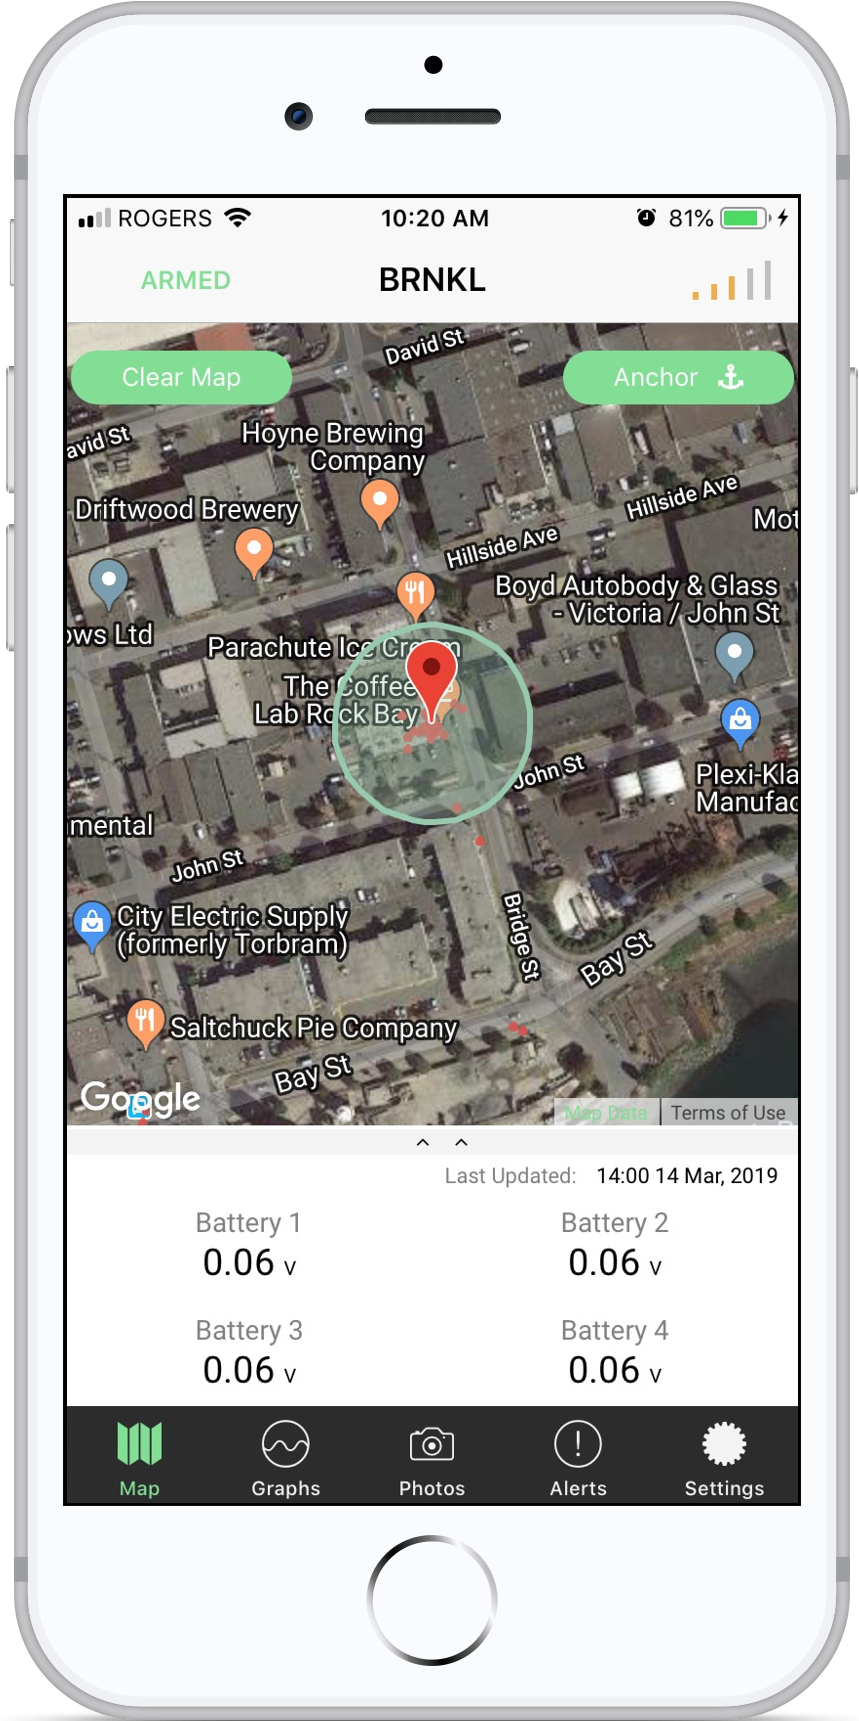 ROGERS 10:20 AM 81%
ARMED BRNKL
David St
Clear Map Anchor
avid St
Hoyne Brewing
Company
Hillside Ave
Driftwood Brewery
Mot
Hillside Ave
Boyd Autobody & Glass
- Victoria / John St
ows Ltd
Parachute Ice Cream
The Coffee
Lab Rock Bay
John St
Plexi-Kla
Manufac
mental
John St
City Electric Supply
(formerly Torbram)
Bridge St
Bay St
Saltchuck Pie Company
Bay St
Google
Map Data Terms of Use
Last Updated: 14:00 14 Mar, 2019
Battery 1 Battery 2
0.06 v 0.06 v
Battery 3 Battery 4
0.06 v 0.06 v
Map Graphs Photos Alerts Settings